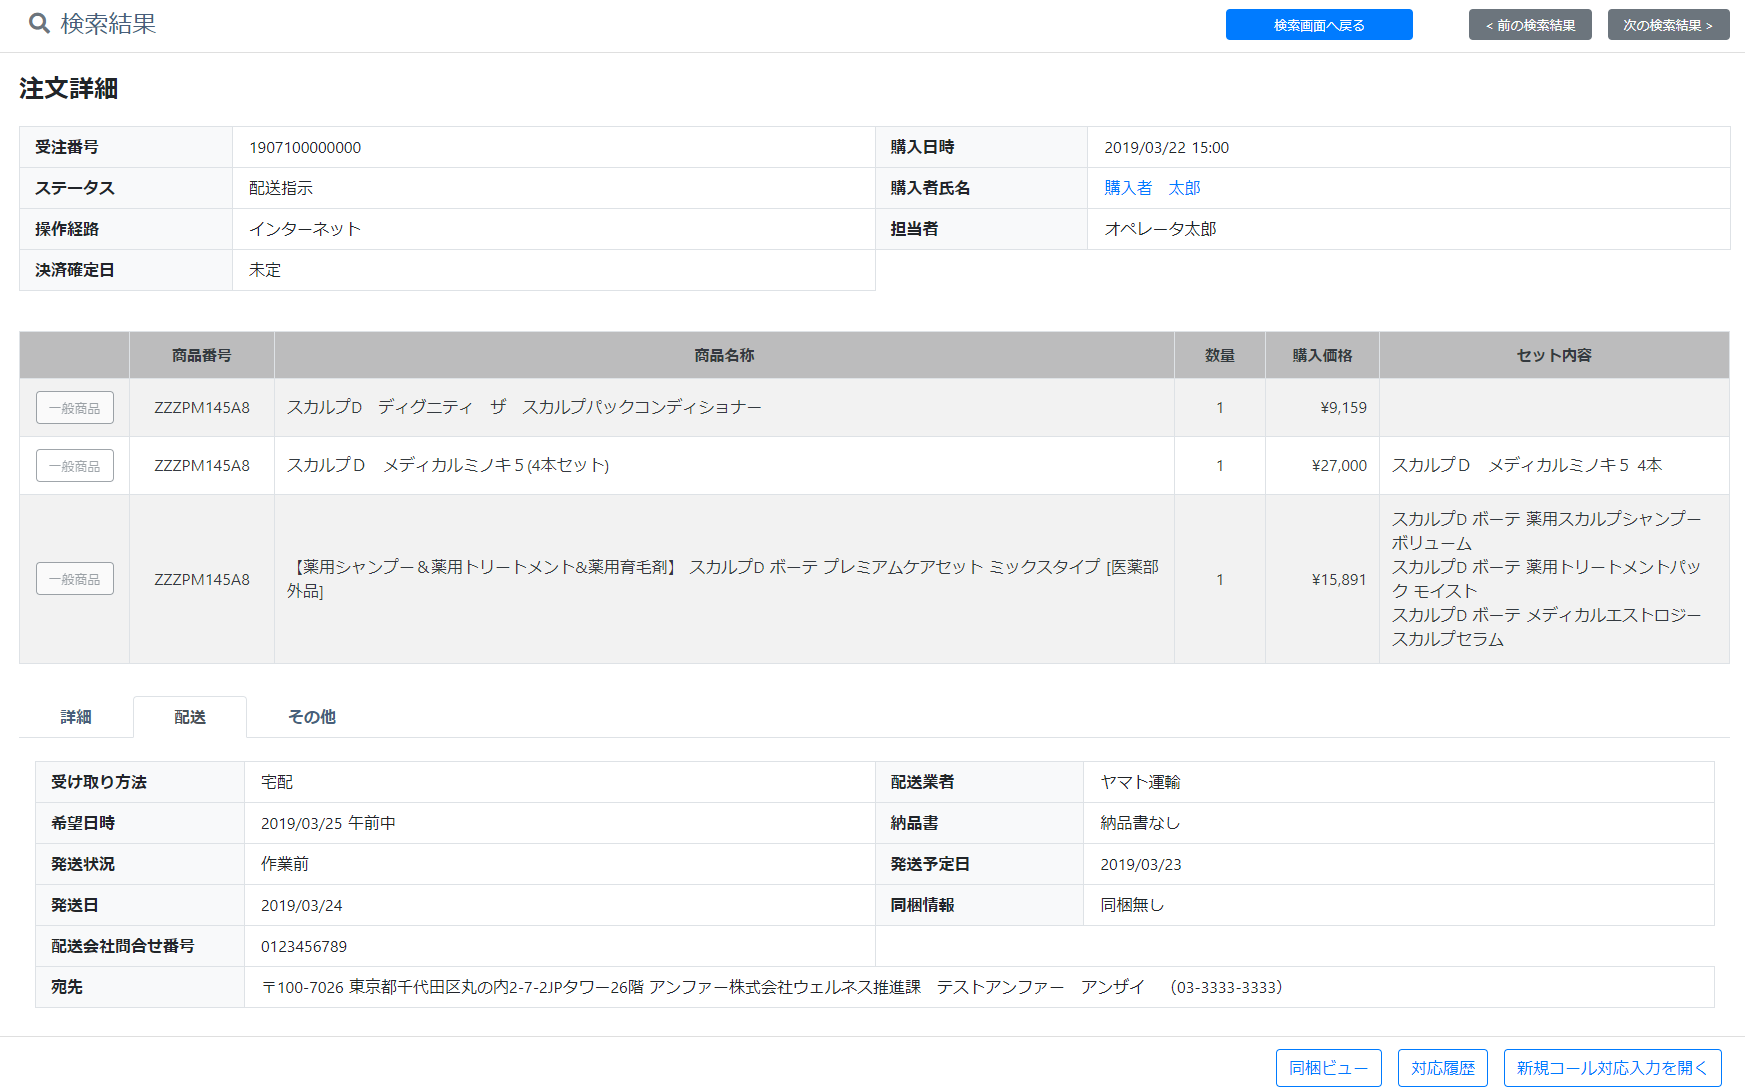 検索結果
検索画面へ戻る
< 前の検索結果
次の検索結果 >
注文詳細
受注番号 1907100000000 購入日時 2019/03/22 15:00
ステータス 配送指示 購入者氏名 購入者　太郎
操作経路 インターネット 担当者 オペレータ太郎
決済確定日 未定
商品番号 商品名称 数量 購入価格 セット内容
一般商品 ZZZPM145A8 スカルプD　ディグニティ　ザ　スカルプパックコンディショナー 1 ¥9,159
一般商品 ZZZPM145A8 スカルプＤ　メディカルミノキ５(4本セット) 1 ¥27,000 スカルプＤ　メディカルミノキ５ 4本
一般商品 ZZZPM145A8
【薬用シャンプー＆薬用トリートメント&薬用育毛剤】 スカルプD ボーテ プレミアムケアセット ミックスタイプ [医薬部
外品]
1 ¥15,891
スカルプD ボーテ 薬用スカルプシャンプー
ボリューム
スカルプD ボーテ 薬用トリートメントパッ
ク モイスト
スカルプD ボーテ メディカルエストロジー
スカルプセラム
詳細 配送 その他
受け取り方法 宅配 配送業者 ヤマト運輸
希望日時 2019/03/25 午前中 納品書 納品書なし
発送状況 作業前 発送予定日 2019/03/23
発送日 2019/03/24 同梱情報 同梱無し
配送会社問合せ番号 0123456789
宛先 〒100-7026 東京都千代田区丸の内2-7-2JPタワー26階 アンファー株式会社ウェルネス推進課　テストアンファー　アンザイ　（03-3333-3333）
同梱ビュー 対応履歴 新規コール対応入力を開く